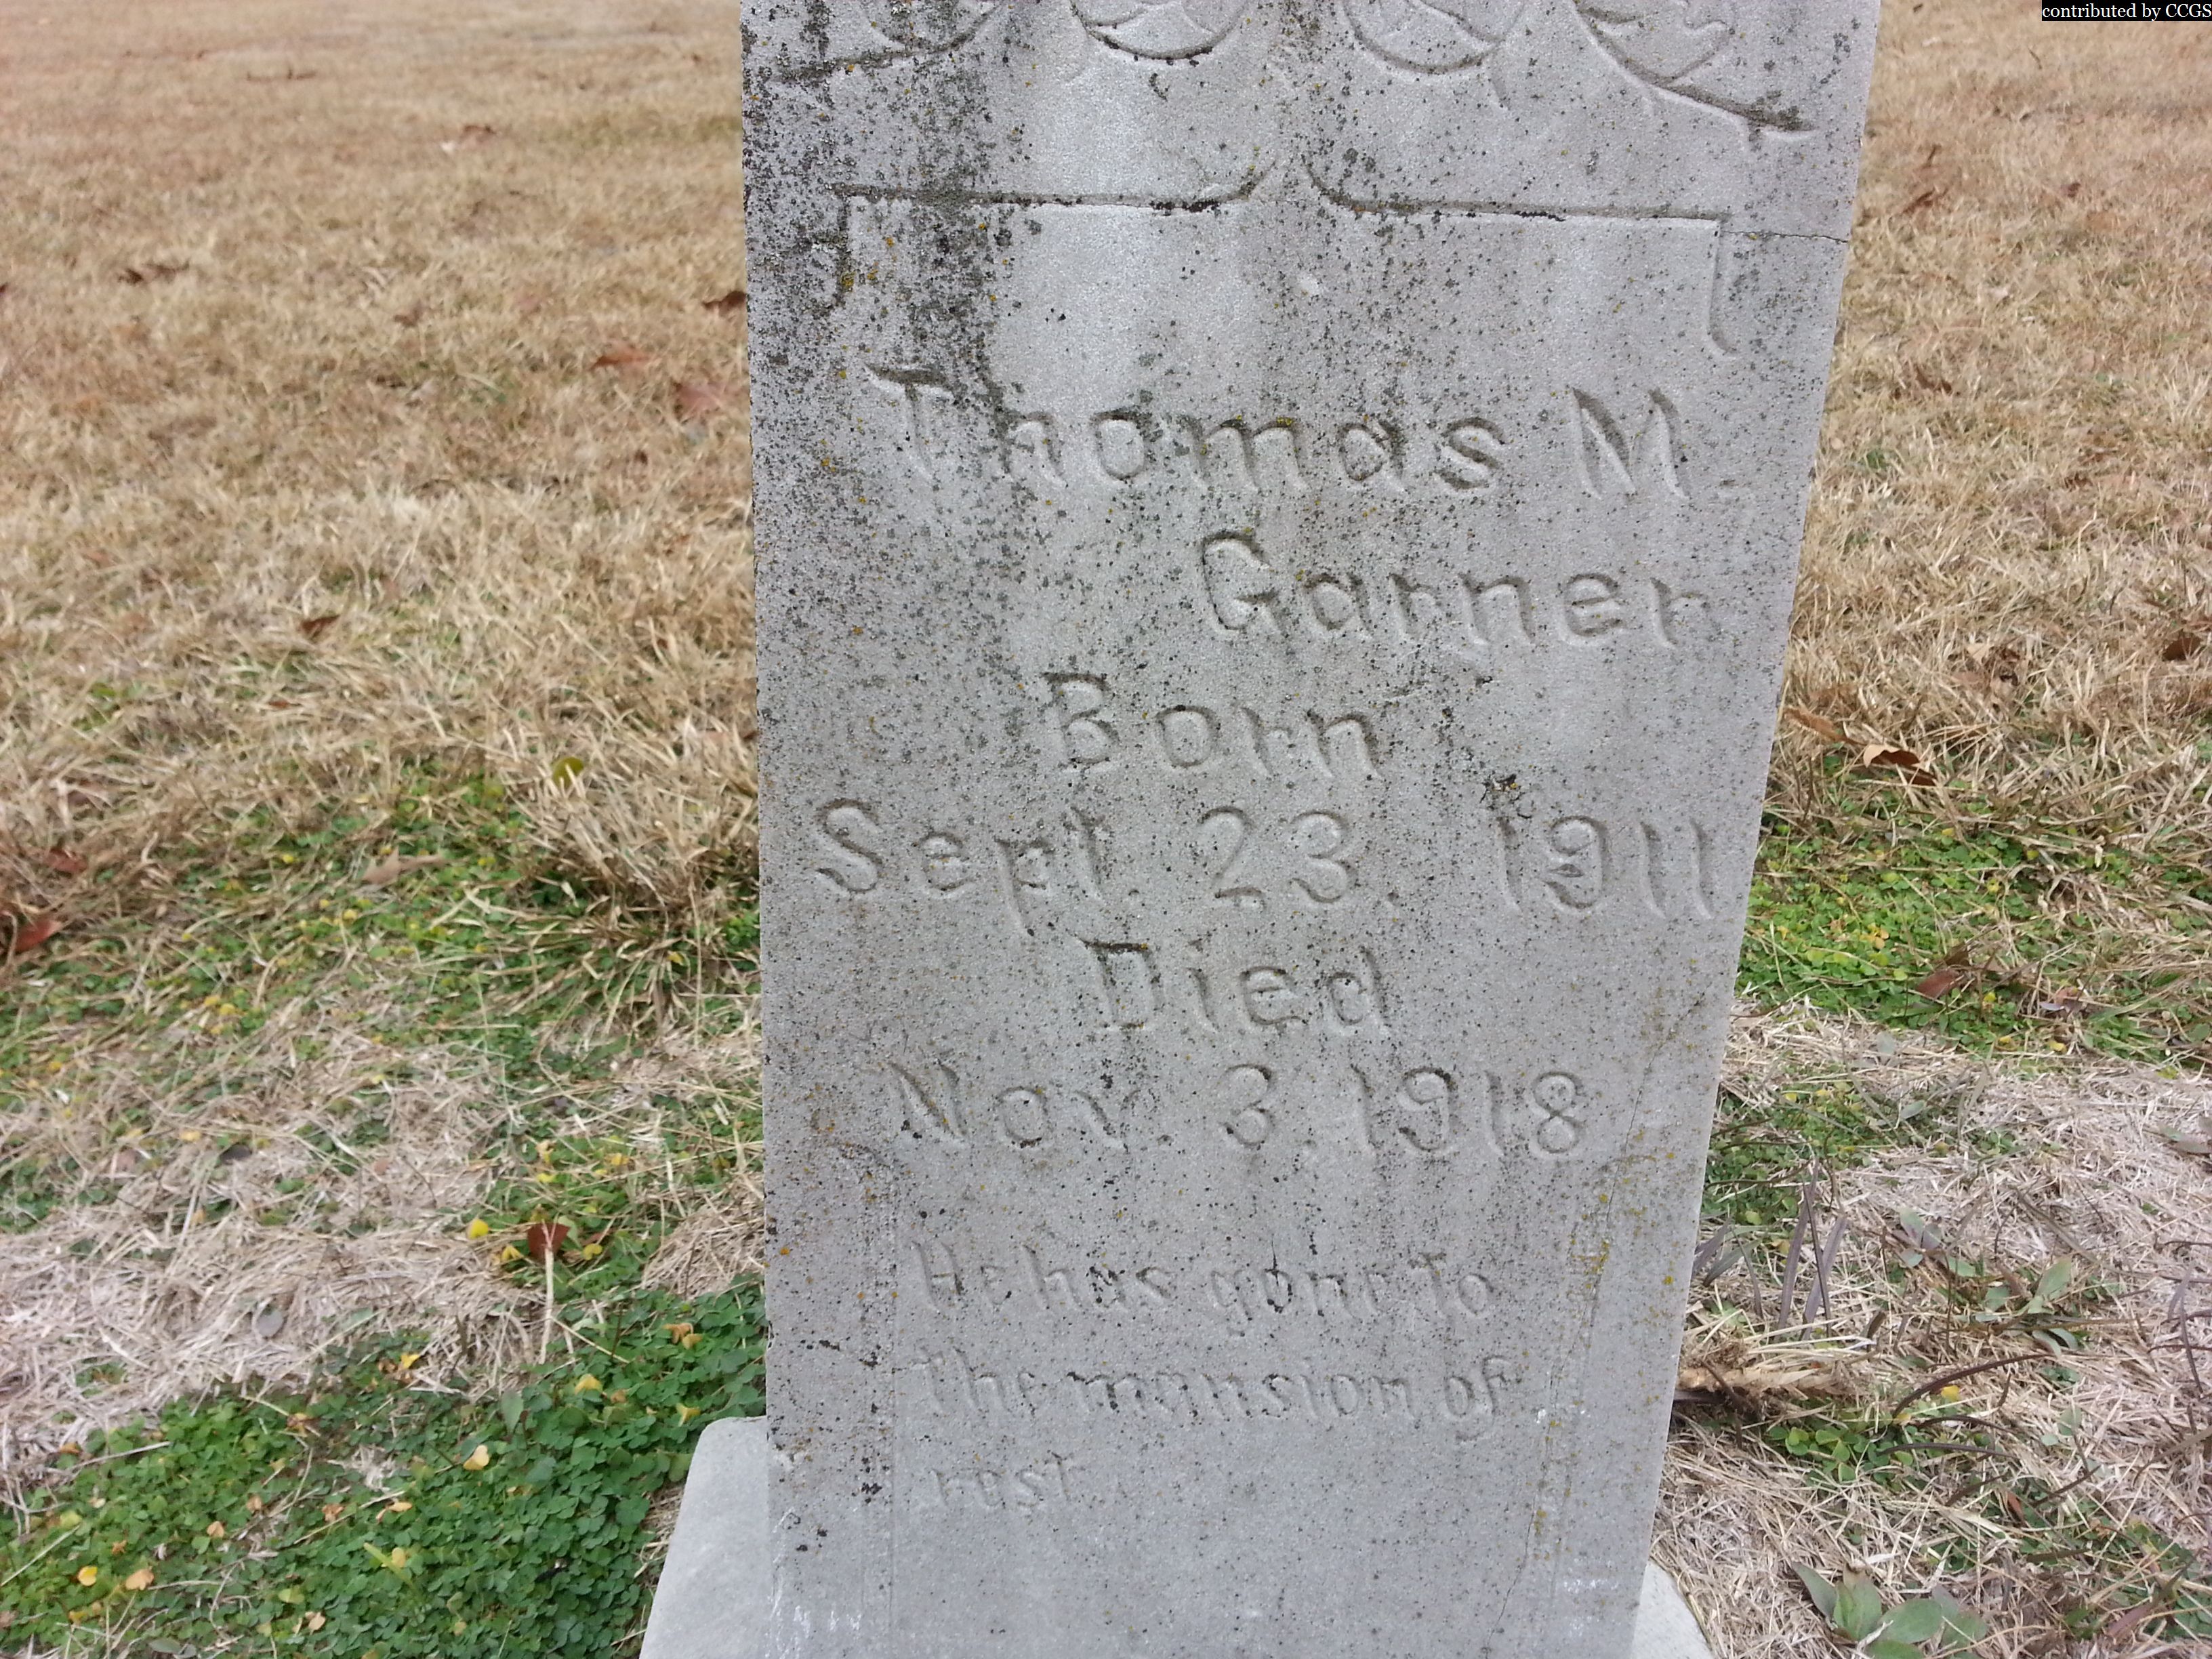 contributed by CCGS
Thomas M.
Garner
Born
Sept. 23. 1911
Died
Nov. 3, 1918
He has gone to
the mansion of
rest.